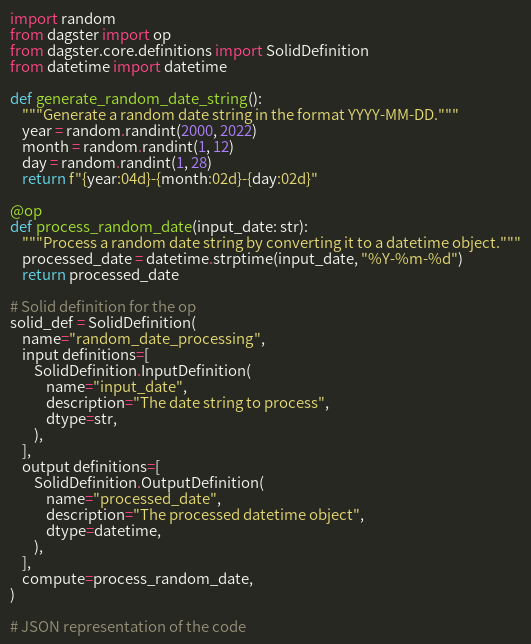 import random
from dagster import op
from dagster.core.definitions import SolidDefinition
from datetime import datetime

def generate_random_date_string():
    """Generate a random date string in the format YYYY-MM-DD."""
    year = random.randint(2000, 2022)
    month = random.randint(1, 12)
    day = random.randint(1, 28)
    return f"{year:04d}-{month:02d}-{day:02d}"

@op
def process_random_date(input_date: str):
    """Process a random date string by converting it to a datetime object."""
    processed_date = datetime.strptime(input_date, "%Y-%m-%d")
    return processed_date

# Solid definition for the op
solid_def = SolidDefinition(
    name="random_date_processing",
    input definitions=[
        SolidDefinition.InputDefinition(
            name="input_date",
            description="The date string to process",
            dtype=str,
        ),
    ],
    output definitions=[
        SolidDefinition.OutputDefinition(
            name="processed_date",
            description="The processed datetime object",
            dtype=datetime,
        ),
    ],
    compute=process_random_date,
)

# JSON representation of the code